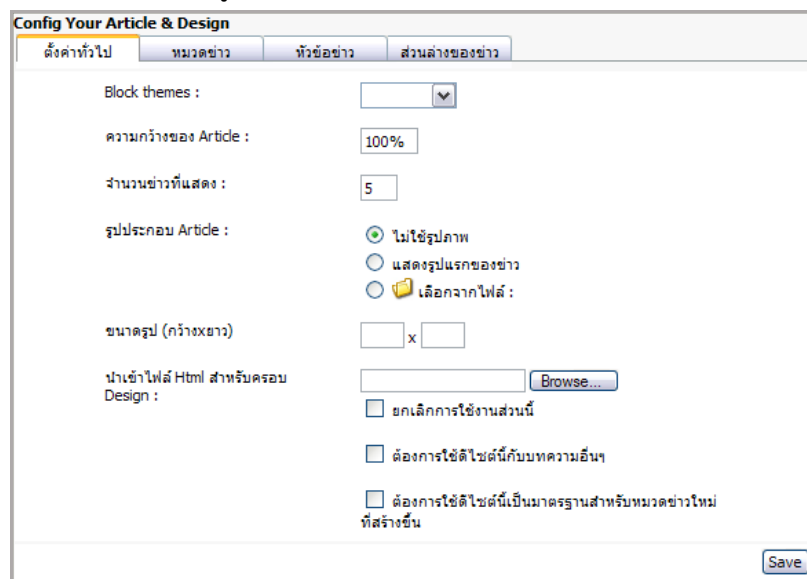 Config Your Article & Design
ตั้งค่าทั่วไป หมวดข่าว หัวข้อข่าว ส่วนล่างของข่าว
Block themes :
ความกว้างของ Article : 100%
จำนวนข่าวที่แสดง : 5
รูปประกอบ Article : ไม่ใช้รูปภาพ
แสดงรูปแรกของข่าว
เลือกจากไฟล์ :
ขนาดรูป (กว้างxยาว) x
นำเข้าไฟล์ Html สำหรับครอบ Browse...
Design :
ยกเลิกการใช้งานส่วนนี้
ต้องการใช้ดีไซต์นี้กับบทความอื่นๆ
ต้องการใช้ดีไซต์นี้เป็นมาตรฐานสำหรับหมวดข่าวใหม่
ที่สร้างขึ้น
Save